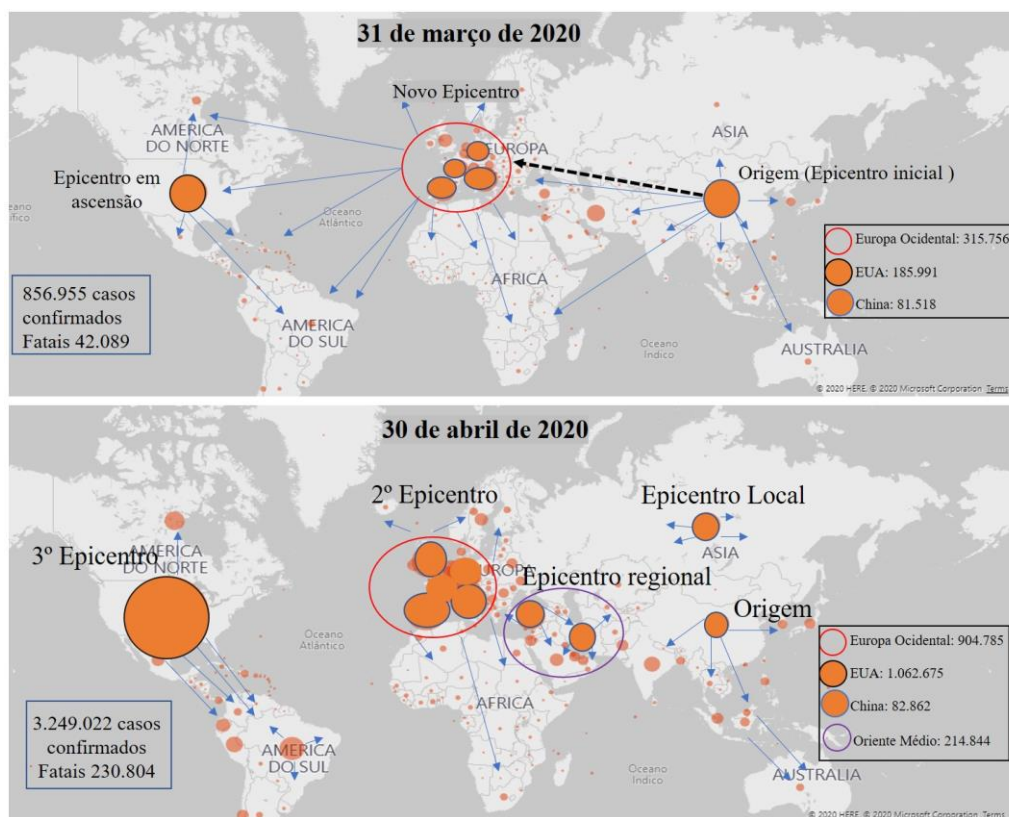 31 de março de 2020
Novo Epicentro
AMERICA
DO NORTE
EUROPA
ASIA
Epicentro em
ascensão
Origem (Epicentro inicial )
Oceano
Atlântico
Oceano
ífico
Europa Ocidental: 315.756
EUA: 185.991
China: 81.518
AFRICA
856.955 casos
confirmados
Fatais 42.089
AMERICA
DO SUL
Oceano
Índico
AUSTRALIA
© 2020 HERE, © 2020 Microsoft Corporation Terms
30 de abril de 2020
2º Epicentro
Epicentro Local
3º Epicentro
AMERICA
DO NORTE
EUROPA
ASIA
Epicentro regional
Origem
Oceano
Atlântico
Europa Ocidental: 904.785
EUA: 1.062.675
China: 82.862
Oriente Médio: 214.844
AFRICA
3.249.022 casos
confirmados
Fatais 230.804
AMERICA
DO SUL
Oceano
Índico
AUSTRALIA
© 2020 HERE, © 2020 Microsoft Corporation Terms